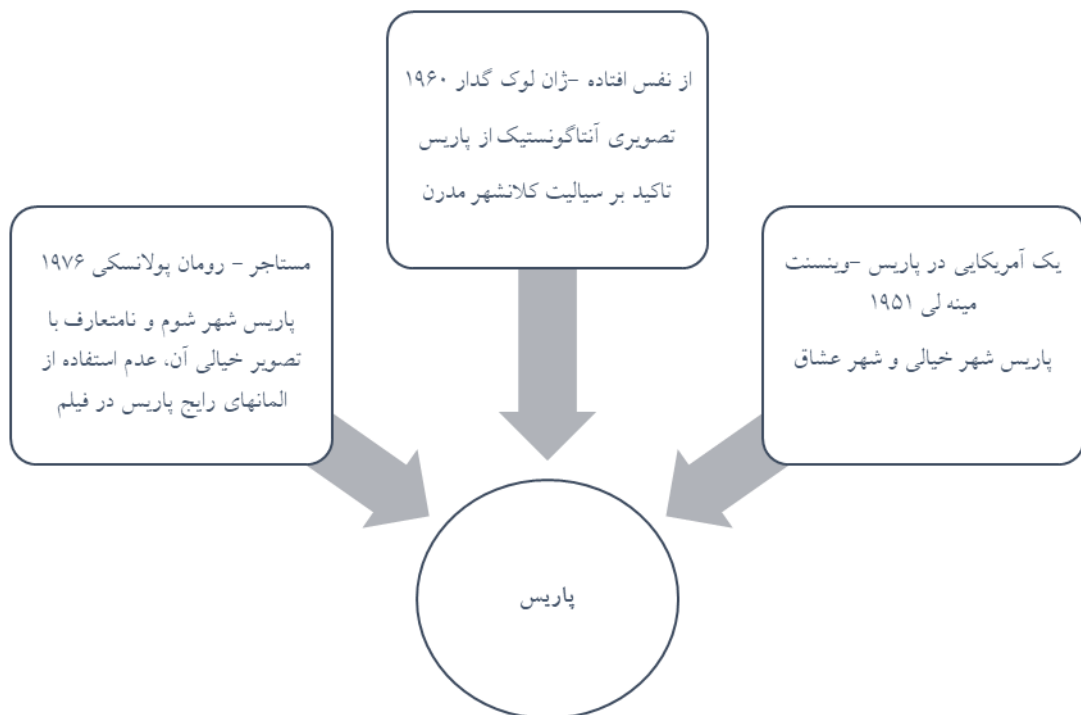 از نفس افتاده -ژان لوک گدار ۱۹۶۰
تصویری آنتاگونستیک از پاریس
تاکید بر سیالیت کلانشهر مدرن
یک آمریکایی در پاریس -وینسنت
مینه لی ۱۹۵۱
پاریس شهر خیالی و شهر عشاق
مستاجر - رومان پولانسکی ۱۹۷۶
پاریس شهر شوم و نامتعارف با
تصویر خیالی آن، عدم استفاده از
المانهای رایج پاریس در فیلم
پاریس